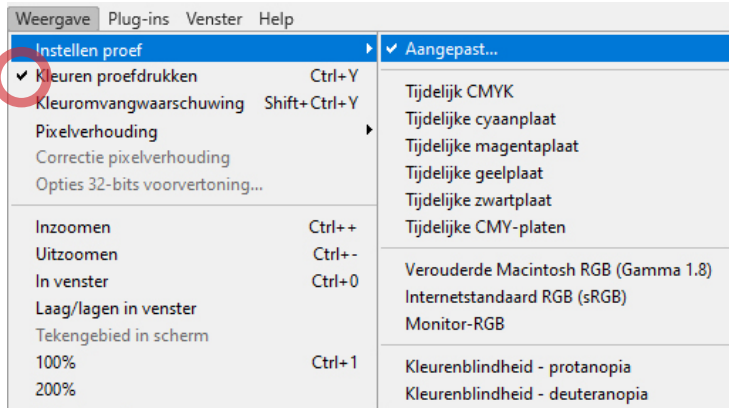 Weergave Plug-ins Venster Help
Instellen proef
Kleuren proefdrukken Ctrl+Y
Kleuromvangwaarschuwing Shift+Ctrl+Y
Pixelverhouding
Correctie pixelverhouding
Opties 32-bits voorvertoning...
Inzoomen Ctrl++
Uitzoomen Ctrl+-
In venster Ctrl+0
Laag/lagen in venster
Tekengebied in scherm
100% Ctrl+1
200%
Aangepast...
Tijdelijk CMYK
Tijdelijke cyaanplaat
Tijdelijke magentaplaat
Tijdelijke geelplaat
Tijdelijke zwartplaat
Tijdelijke CMY-platen
Verouderde Macintosh RGB (Gamma 1.8)
Internetstandaard RGB (sRGB)
Monitor-RGB
Kleurenblindheid - protanopia
Kleurenblindheid - deuteranopia